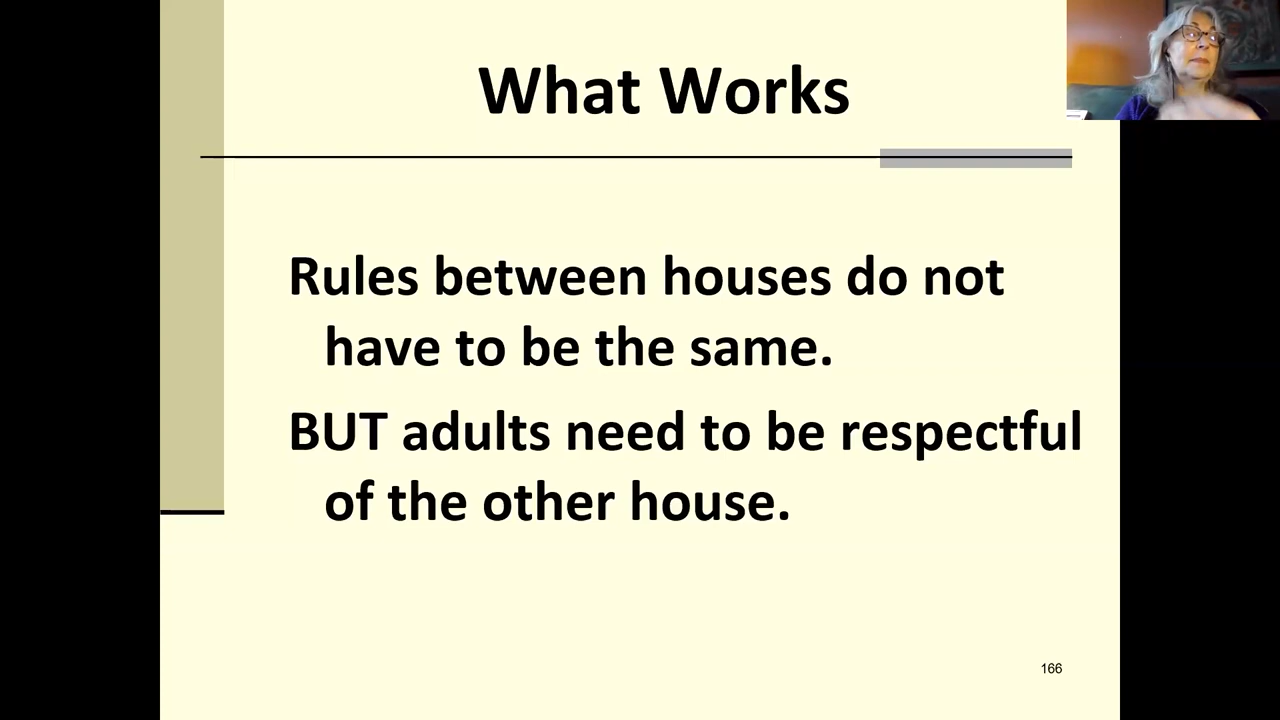 What Works
Rules between houses do not
have to be the same.
BUT adults need to be respectful
of the other house.
166